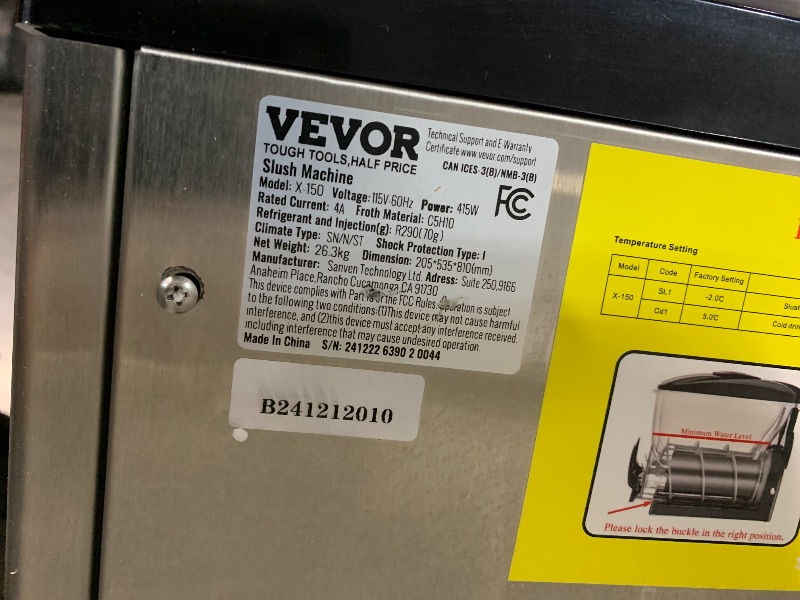 VEVOR
TOUGH TOOLS,HALF PRICE
Technical Support and E-Warranty
Certificate www.vevor.com/support
CAN ICES-3(B)/NMB-3(B)
FC
Slush Machine
Model: X-150 Voltage:115V-60Hz Power: 415W
Rated Current: 4A Froth Material: C5H10
Refrigerant and Injection(g): R290(70g)
Climate Type: SN/N/ST Shock Protection Type: I
Net Weight: 26.3kg Dimension: 205*535*810(mm)
Manufacturer: Sanven Technology Ltd. Adress: Suite 250,9166
Anaheim Place,Rancho Cucamonga,CA 91730
This device complies with Part of the FCC Rules. Operation is subject
to the following two conditions:(1)This device may not cause harmful
interference, and (2)this device must accept any interference received,
including interference that may cause undesired operation.
Made In China S/N: 241222 6390 2 0044
B241212010
Temperature Setting
Model Code Factory Setting
X-150 SL1 -2.0C Slush
Cd1 5.0C Cold
Minimum Water Level
Please lock the buckle in the right position.